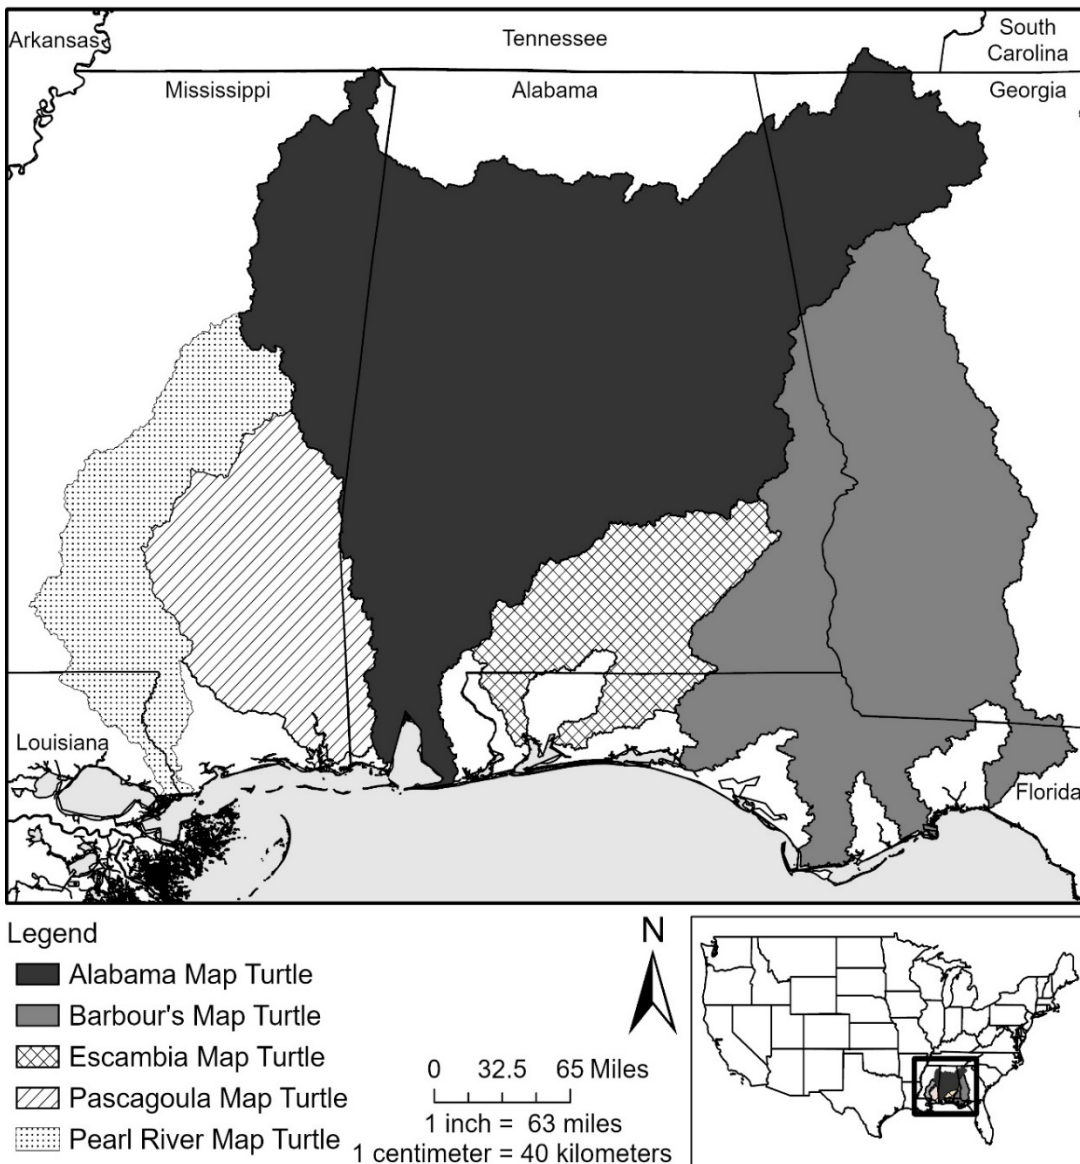 Arkansas
Tennessee
South
Carolina
Mississippi
Alabama
Georgia
Louisiana
Florida
Legend
Alabama Map Turtle
Barbour's Map Turtle
Escambia Map Turtle
Pascagoula Map Turtle
Pearl River Map Turtle
N
0 32.5 65 Miles
1 inch = 63 miles
1 centimeter = 40 kilometers